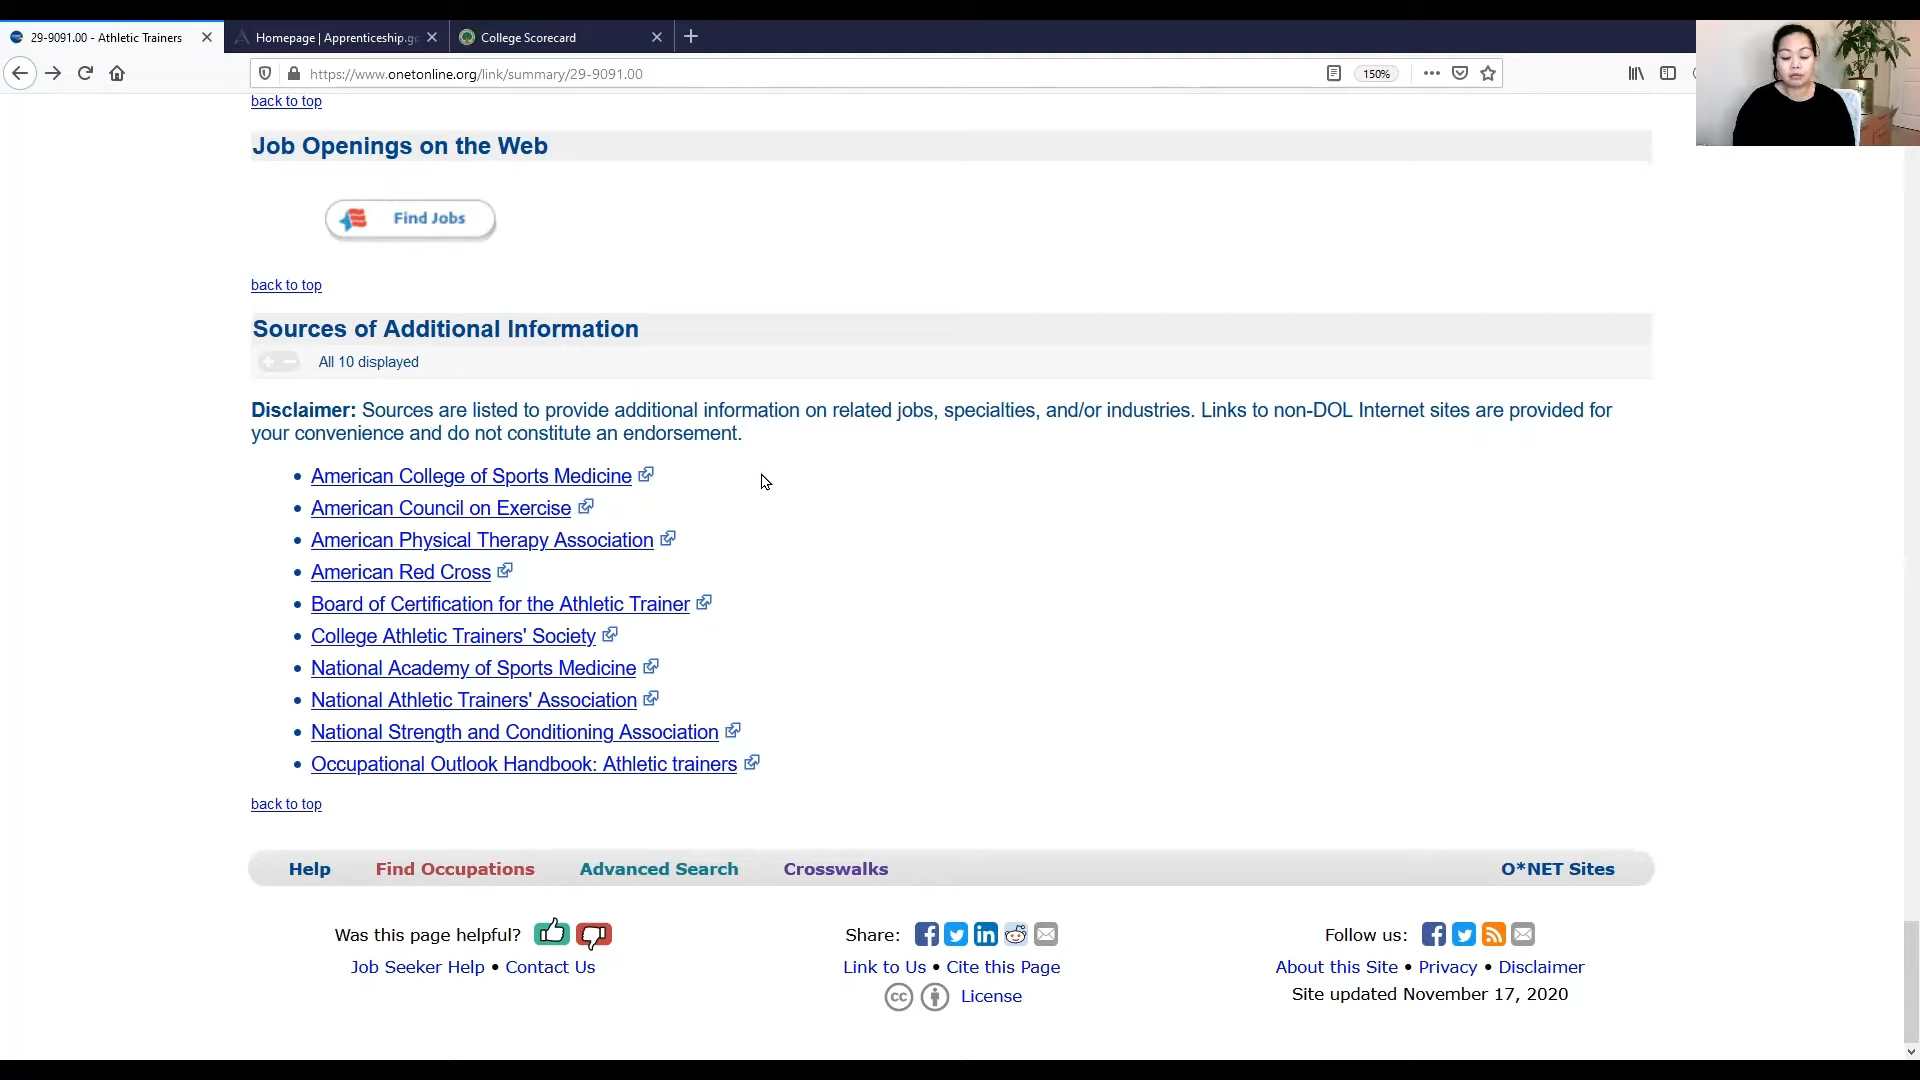 29-9091.00 - Athletic Trainers
Homepage | Apprenticeship.go
College Scorecard
https://www.onetonline.org/link/summary/29-9091.00
150%
back to top
Job Openings on the Web
Find Jobs
back to top
Sources of Additional Information
All 10 displayed
Disclaimer: Sources are listed to provide additional information on related jobs, specialties, and/or industries. Links to non-DOL Internet sites are provided for
your convenience and do not constitute an endorsement.
• American College of Sports Medicine
• American Council on Exercise
• American Physical Therapy Association
• American Red Cross
• Board of Certification for the Athletic Trainer
• College Athletic Trainers' Society
• National Academy of Sports Medicine
• National Athletic Trainers' Association
• National Strength and Conditioning Association
• Occupational Outlook Handbook: Athletic trainers
back to top
Help Find Occupations Advanced Search Crosswalks O*NET Sites
Was this page helpful?
Job Seeker Help • Contact Us
Share:
Link to Us • Cite this Page
cc License
Follow us:
About this Site • Privacy • Disclaimer
Site updated November 17, 2020